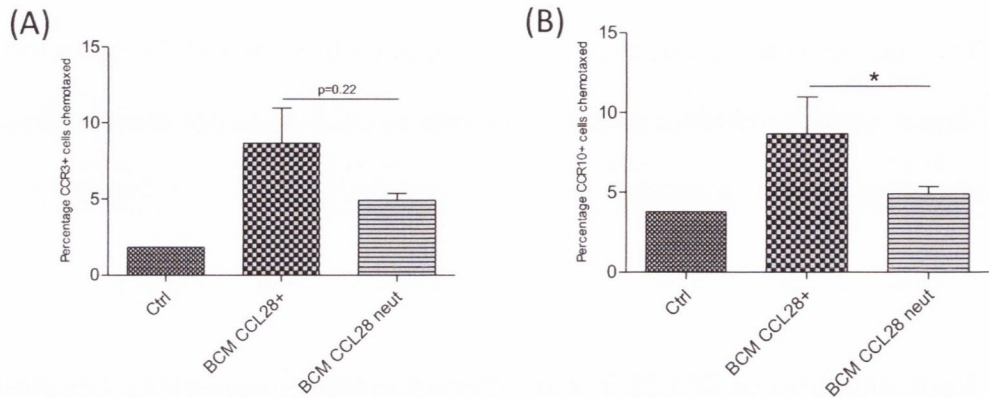 (A)
Percentage CCR3+ cells chemotaxed
15
10
5
0
p=0.22
Ctrl
BCM CCL28+
BCM CCL28 neut
(B)
Percentage CCR10+ cells chemotaxed
15
10
5
0
*
Ctrl
BCM CCL28+
BCM CCL28 neut